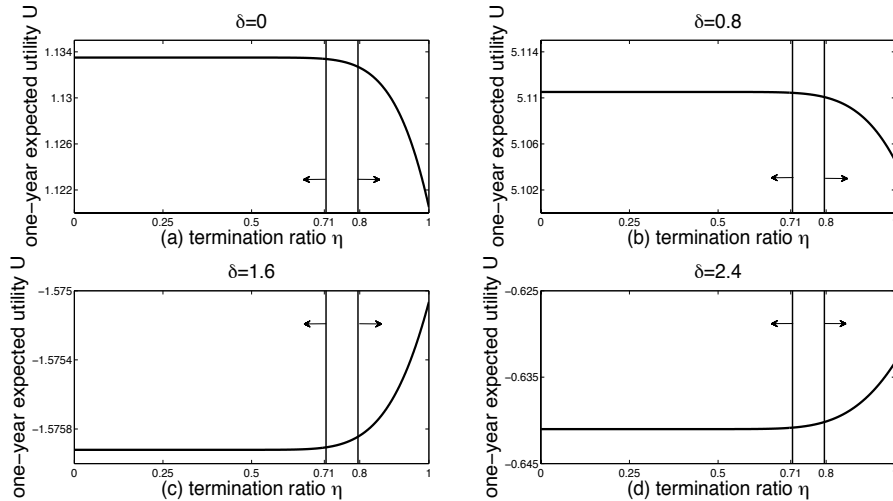 δ=0
one-year expected utility U
1.134
1.13
1.126
1.122
0 0.25 0.5 0.71 0.8 1
(a) termination ratio η
δ=0.8
one-year expected utility U
5.114
5.11
5.106
5.102
0 0.25 0.5 0.71 0.8
(b) termination ratio η
δ=1.6
one-year expected utility U
−1.575
−1.5754
−1.5758
0 0.25 0.5 0.71 0.8 1
(c) termination ratio η
δ=2.4
one-year expected utility U
−0.625
−0.635
−0.645
0 0.25 0.5 0.71 0.8
(d) termination ratio η